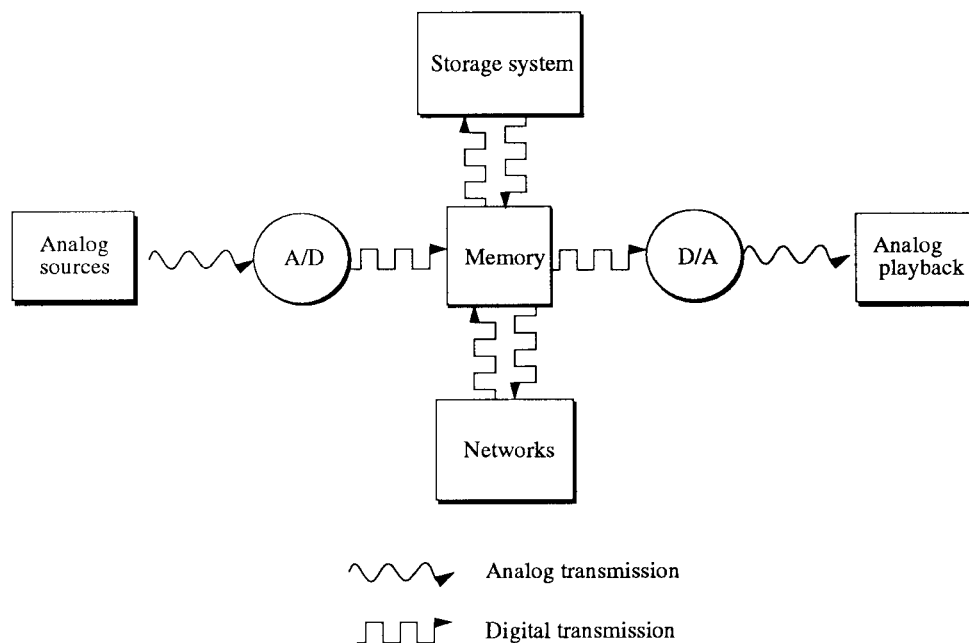 Storage system
Analog
sources
A/D
Memory
D/A
Analog
playback
Networks
Analog transmission
Digital transmission